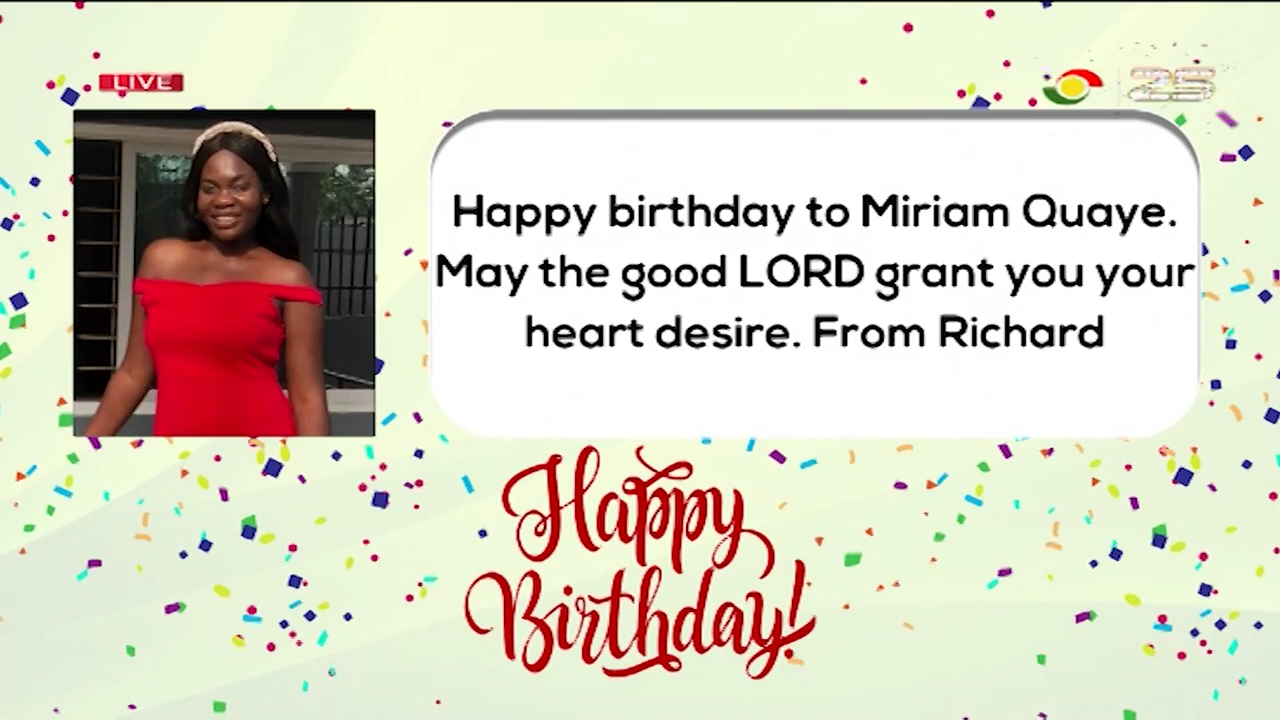 LIVE
25
Happy birthday to Miriam Quaye.
May the good LORD grant you your
heart desire. From Richard
Happy
Birthday!